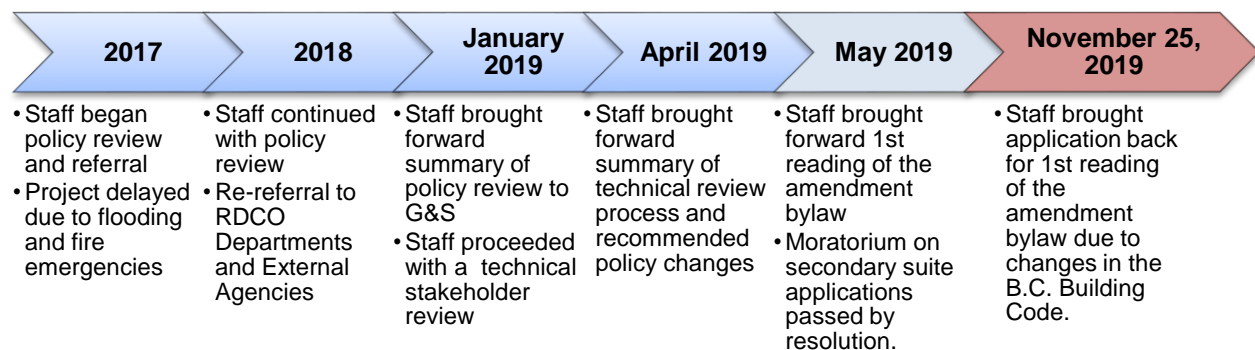 2017
• Staff began
policy review
and referral
• Project delayed
due to flooding
and fire
emergencies
2018
• Staff continued
with policy
review
• Re-referral to
RDCO
Departments
and External
Agencies
January
2019
• Staff brought
forward
summary of
policy review to
G&S
• Staff proceeded
with a technical
stakeholder
review
April 2019
• Staff brought
forward
summary of
technical review
process and
recommended
policy changes
May 2019
• Staff brought
forward 1st
reading of the
amendment
bylaw
• Moratorium on
secondary suite
applications
passed by
resolution.
November 25,
2019
• Staff brought
application back
for 1st reading
of the
amendment
bylaw due to
changes in the
B.C. Building
Code.